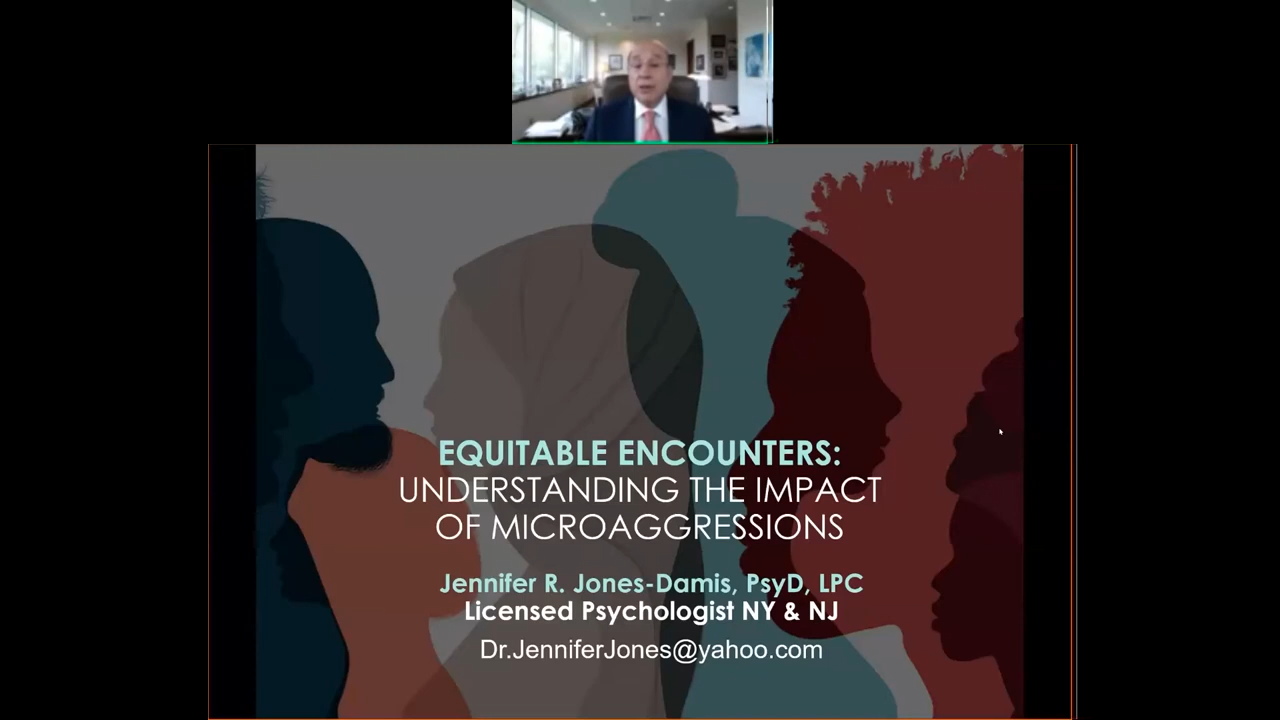 EQUITABLE ENCOUNTERS:
UNDERSTANDING THE IMPACT
OF MICROAGGRESSIONS
Jennifer R. Jones-Damis, PsyD, LPC
Licensed Psychologist NY & NJ
Dr.JenniferJones@yahoo.com